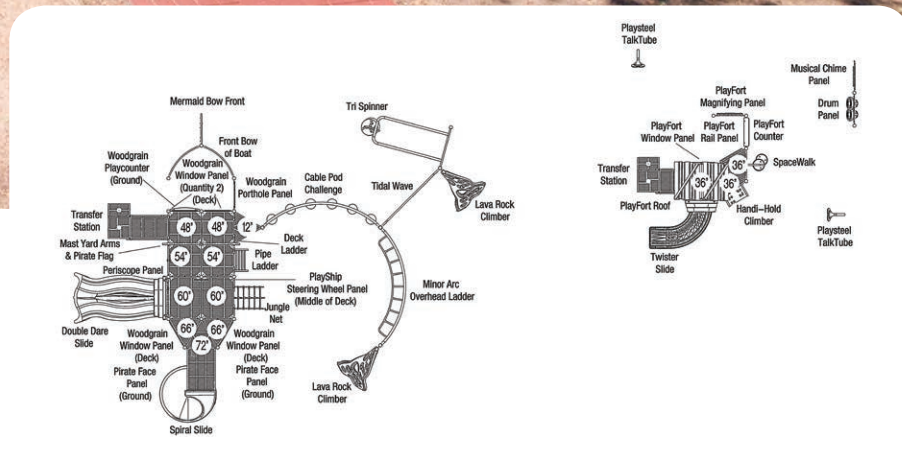 Playsteel
TalkTube
Musical Chime
Panel
Drum
Panel
PlayFort
Magnifying Panel
PlayFort
Window Panel
PlayFort
Rail Panel
PlayFort
Counter
SpaceWalk
Transfer
Station
36"
36"
36"
PlayFort Roof
Handi-Hold
Climber
Playsteel
TalkTube
Twister
Slide
Mermaid Bow Front
Tri Spinner
Front Bow
of Boat
Woodgrain
Playcounter
(Ground)
Woodgrain
Window Panel
(Quantity 2)
(Deck)
Woodgrain
Porthole Panel
Cable Pod
Challenge
Tidal Wave
Lava Rock
Climber
Transfer
Station
48"
48"
12"
Mast Yard Arms
& Pirate Flag
Deck
Ladder
54"
54"
Pipe
Ladder
Periscope Panel
PlayShip
Steering Wheel Panel
(Middle of Deck)
Minor Arc
Overhead Ladder
60"
60"
Jungle
Net
Double Dare
Slide
66"
66"
72"
Woodgrain
Window Panel
(Deck)
Pirate Face
Panel
(Ground)
Woodgrain
Window Panel
(Deck)
Pirate Face
Panel
(Ground)
Lava Rock
Climber
Spiral Slide